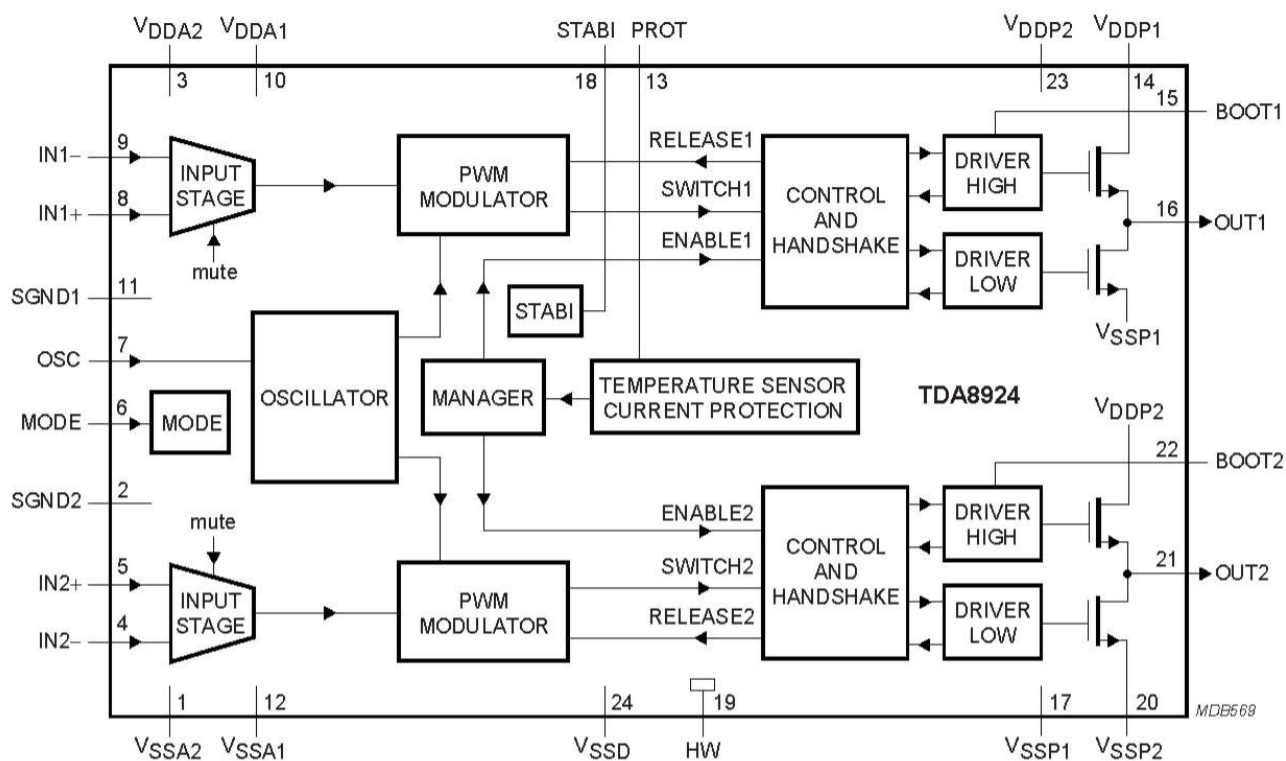 VDDA2 VDDA1 STABI PROT VDDP2 VDDP1
3 10 18 13 23 14
15 BOOT1
IN1− 9
INPUT
STAGE
IN1+ 8
mute
PWM
MODULATOR
RELEASE1
SWITCH1
ENABLE1
CONTROL
AND
HANDSHAKE
DRIVER
HIGH
DRIVER
LOW
16 OUT1
VSSP1
SGND1 11
STABI
OSC 7
OSCILLATOR
MODE 6
MODE
MANAGER
TEMPERATURE SENSOR
CURRENT PROTECTION
TDA8924
VDDP2
22 BOOT2
SGND2 2
mute
IN2+ 5
INPUT
STAGE
IN2− 4
PWM
MODULATOR
ENABLE2
SWITCH2
RELEASE2
CONTROL
AND
HANDSHAKE
DRIVER
HIGH
DRIVER
LOW
21 OUT2
1 12 24 19 17 20
MDB569
VSSA2 VSSA1 VSSD HW VSSP1 VSSP2